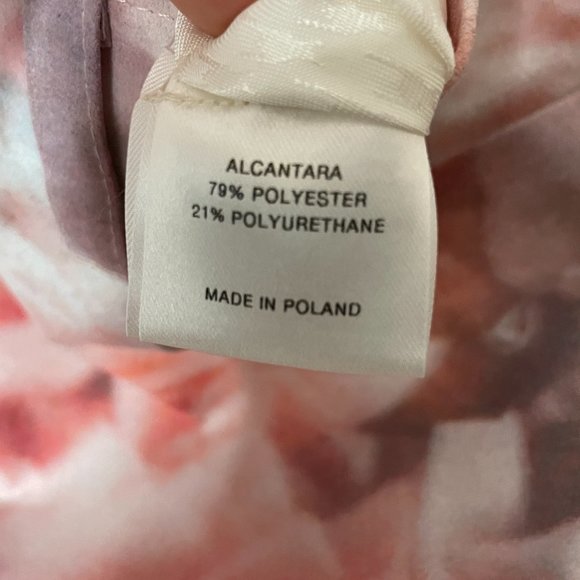 ALCANTARA
79% POLYESTER
21% POLYURETHANE
MADE IN POLAND